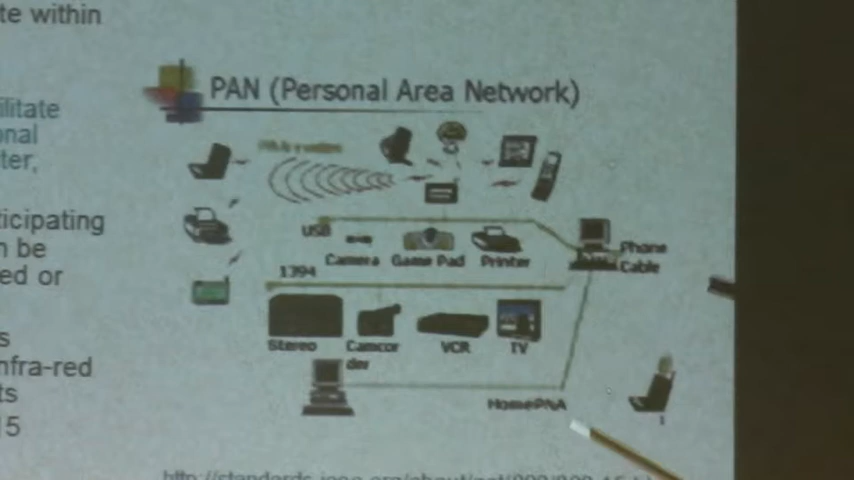 te within
ilitate
onal
ter,
ticipating
n be
ed or
s
nfra-red
ts
15
PAN (Personal Area Network)
USB
Camera
Game Pad
Printer
Phone
Cable
1394
Stereo
Camcor
der
VCR
TV
HomePNA